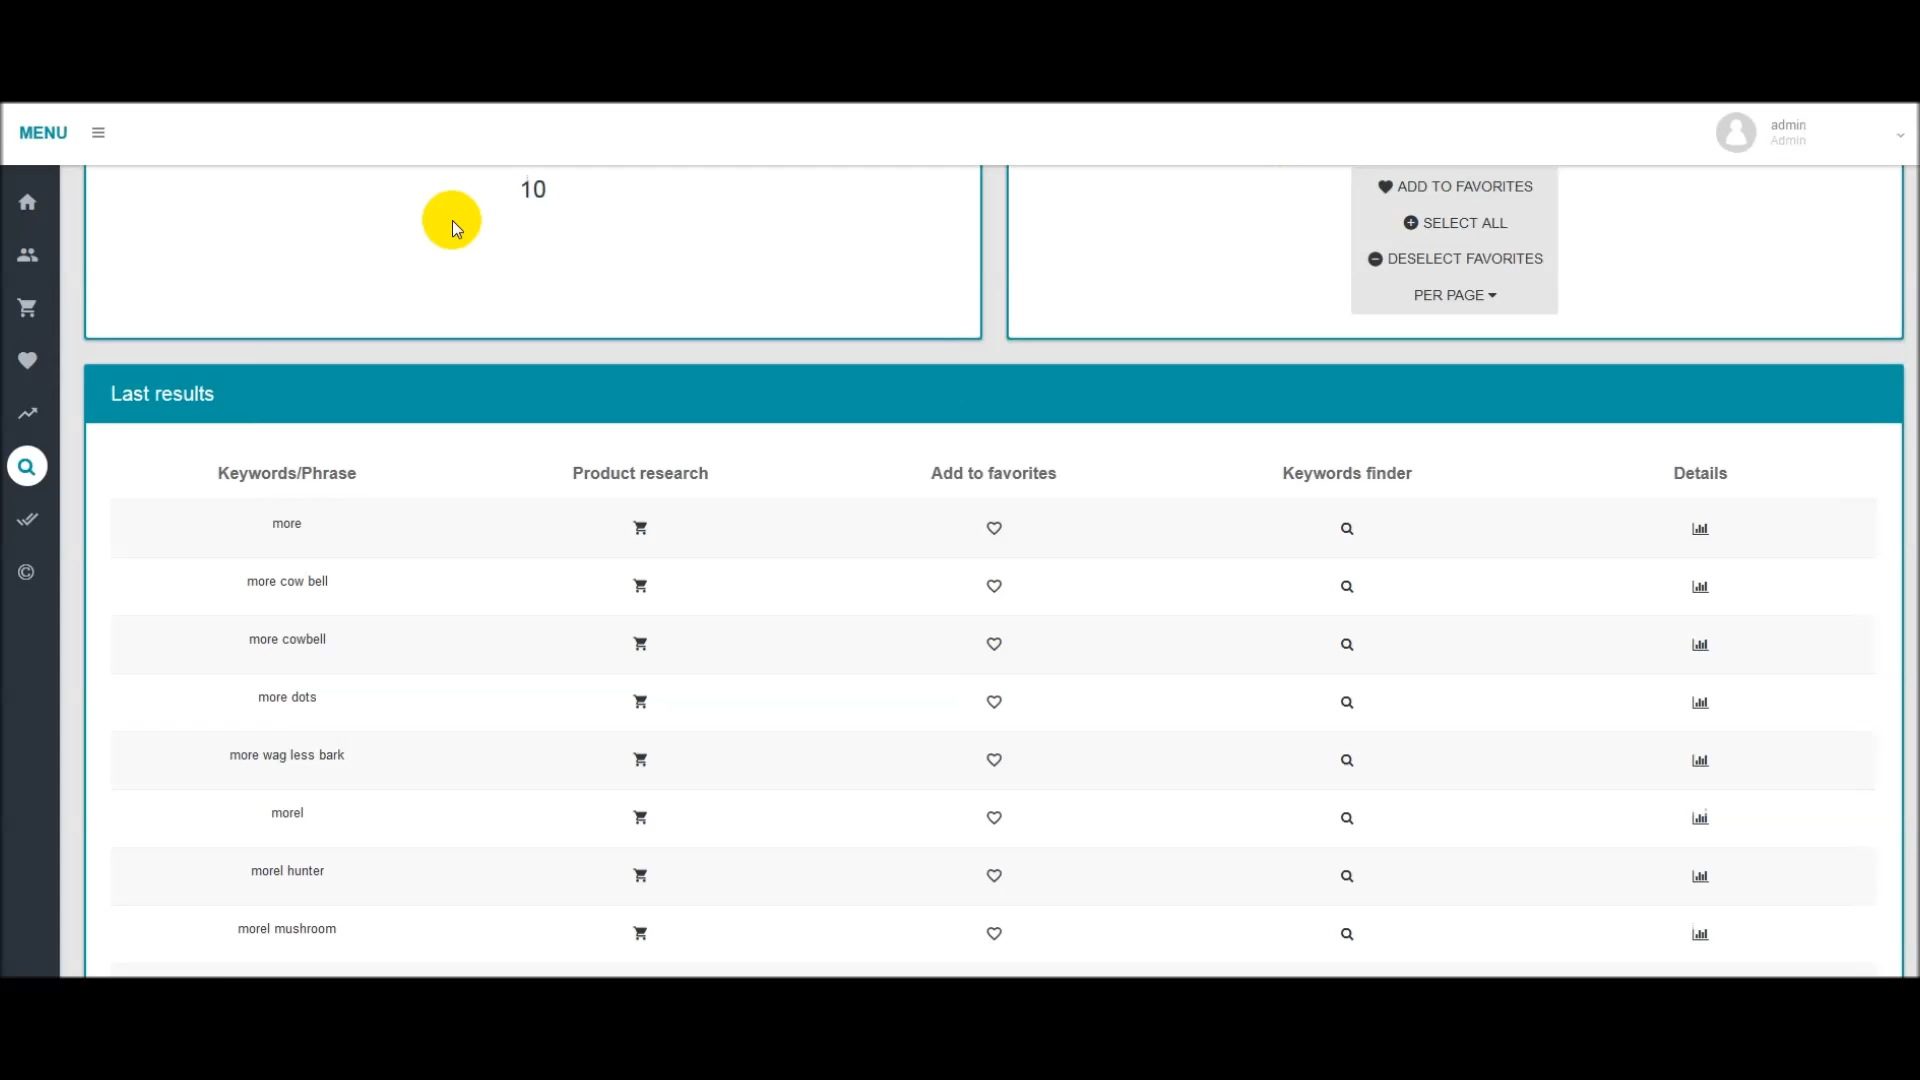 MENU
admin
Admin
10
ADD TO FAVORITES
SELECT ALL
DESELECT FAVORITES
PER PAGE
Last results
Keywords/Phrase Product research Add to favorites Keywords finder Details
more
more cow bell
more cowbell
more dots
more wag less bark
morel
morel hunter
morel mushroom